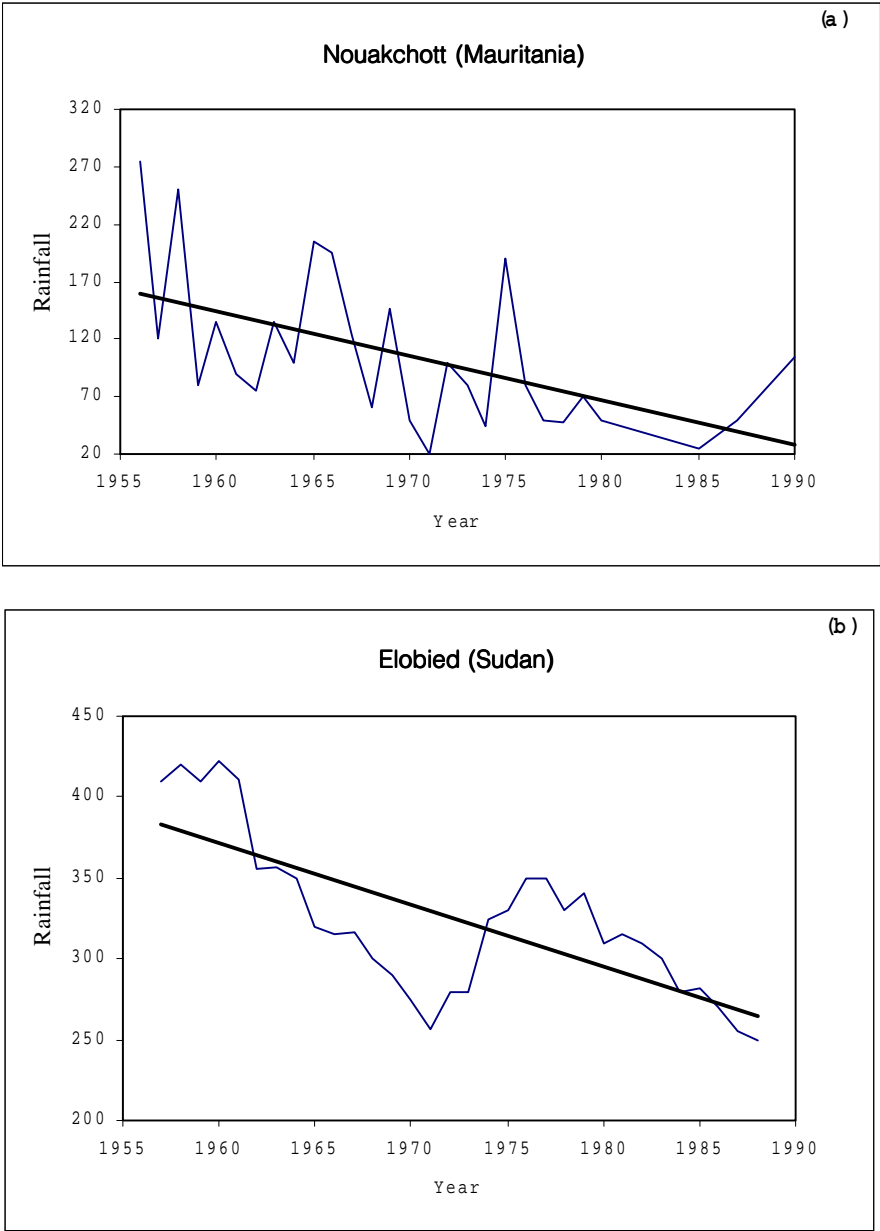 (a)
Nouakchott (Mauritania)
320
270
220
170
120
70
20
Rainfall
1955 1960 1965 1970 1975 1980 1985 1990
Year
(b)
Elobied (Sudan)
450
400
350
300
250
200
Rainfall
1955 1960 1965 1970 1975 1980 1985 1990
Year